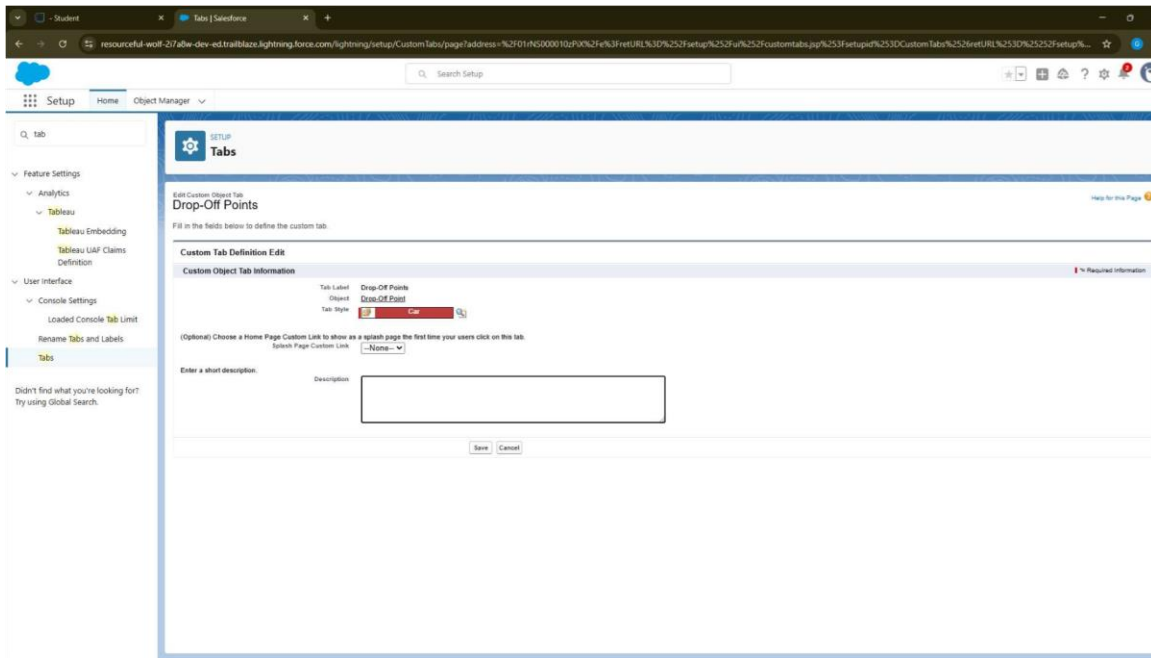 - Student
Tabs | Salesforce
resourceful-wolf-2i7a8w-dev-ed.trailblaze.lightning.force.com/lightning/setup/CustomTabs/page?address=%2F01rNS000010zPiX%2Fe%3FretURL%3D%252Fsetup%252Fui%252Fcustomtabs.jsp%253Fsetupid%253DCustomTabs%2526retURL%253D%25252Fsetup%...
Search Setup
Setup
Home
Object Manager
tab
SETUP
Tabs
Feature Settings
Analytics
Tableau
Tableau Embedding
Tableau UAF Claims
Definition
User Interface
Console Settings
Loaded Console Tab Limit
Rename Tabs and Labels
Tabs
Didn't find what you're looking for?
Try using Global Search.
Edit Custom Object Tab
Drop-Off Points
Help for this Page
Fill in the fields below to define the custom tab.
Custom Tab Definition Edit
Custom Object Tab Information
= Required Information
Tab Label Drop-Off Points
Object Drop-Off Point
Tab Style Car
(Optional) Choose a Home Page Custom Link to show as a splash page the first time your users click on this tab.
Splash Page Custom Link --None--
Enter a short description.
Description
Save Cancel